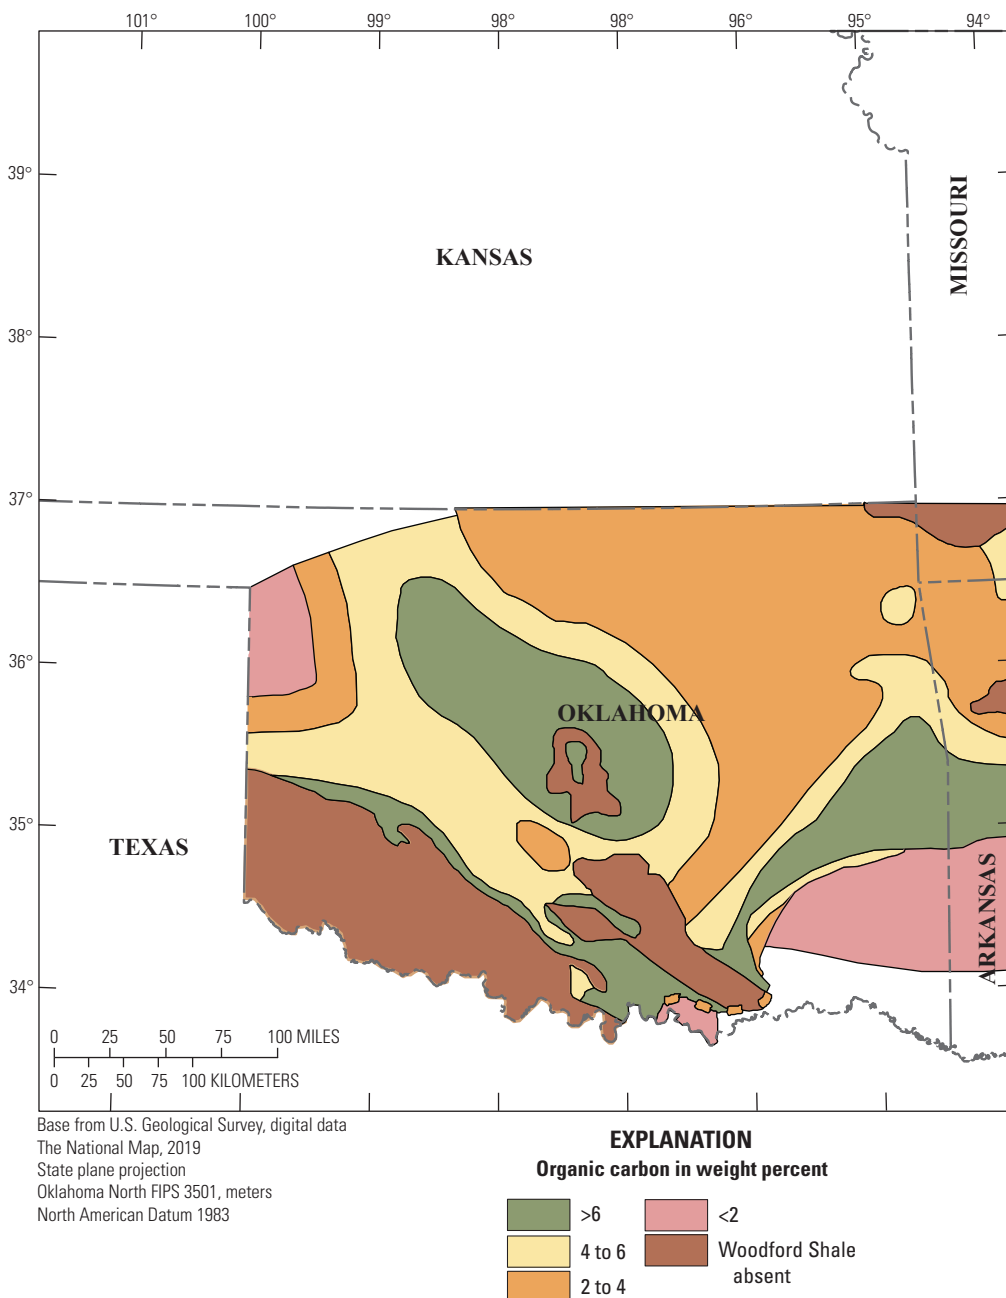 101° 100° 99° 98° 98° 96° 95° 94°
39°
MISSOURI
KANSAS
38°
37°
36°
OKLAHOMA
35°
TEXAS
ARKANSAS
34°
0 25 50 75 100 MILES
0 25 50 75 100 KILOMETERS
Base from U.S. Geological Survey, digital data
The National Map, 2019
State plane projection
Oklahoma North FIPS 3501, meters
North American Datum 1983
EXPLANATION
Organic carbon in weight percent
>6
4 to 6
2 to 4
<2
Woodford Shale
absent